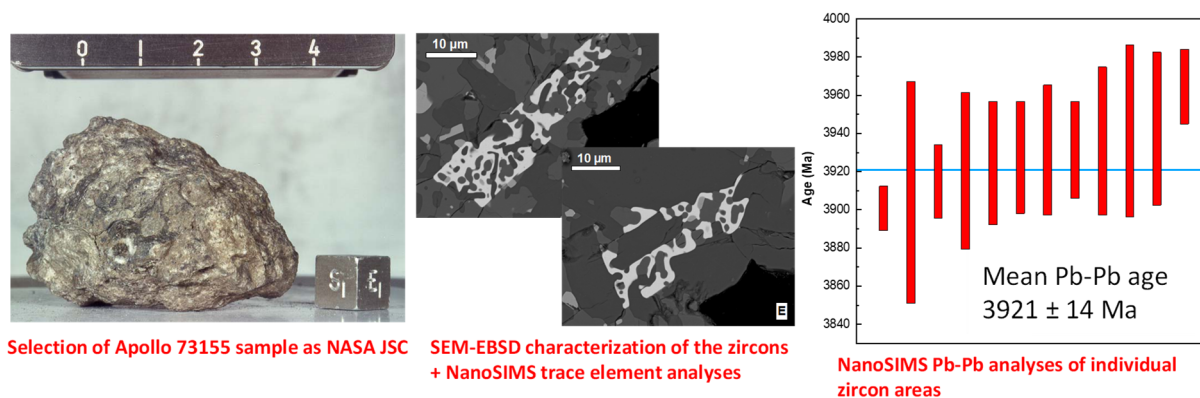 0 1 2 3 4
S1 E1
Selection of Apollo 73155 sample as NASA JSC
10 µm
10 µm
E
SEM-EBSD characterization of the zircons
+ NanoSIMS trace element analyses
4000
3980
3960
3940
3920
3900
3880
3860
3840
Age (Ma)
Mean Pb-Pb age
3921 ± 14 Ma
NanoSIMS Pb-Pb analyses of individual
zircon areas